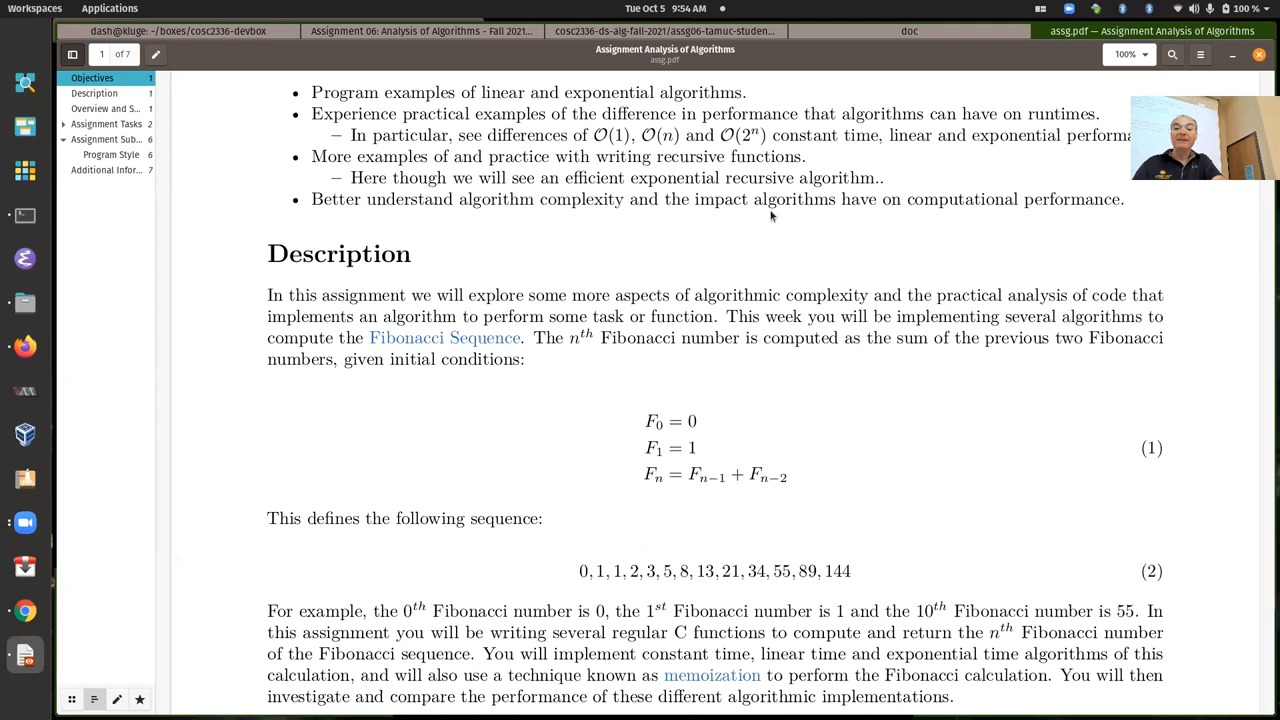 Workspaces Applications Tue Oct 5 9:54 AM 100 %
dash@kluge: ~/boxes/cosc2336-devbox Assignment 06: Analysis of Algorithms - Fall 2021... cosc2336-ds-alg-fall-2021/assg06-tamuc-studen... doc assg.pdf — Assignment Analysis of Algorithms
1 of 7 Assignment Analysis of Algorithms 100%
assg.pdf
Objectives 1
Description 1
Overview and S... 1
Assignment Tasks 2
Assignment Sub... 6
Program Style 6
Additional Infor... 7
• Program examples of linear and exponential algorithms.
• Experience practical examples of the difference in performance that algorithms can have on runtimes.
– In particular, see differences of O(1), O(n) and O(2ⁿ) constant time, linear and exponential performa
• More examples of and practice with writing recursive functions.
– Here though we will see an efficient exponential recursive algorithm..
• Better understand algorithm complexity and the impact algorithms have on computational performance.
Description
In this assignment we will explore some more aspects of algorithmic complexity and the practical analysis of code that
implements an algorithm to perform some task or function. This week you will be implementing several algorithms to
compute the Fibonacci Sequence. The nᵗʰ Fibonacci number is computed as the sum of the previous two Fibonacci
numbers, given initial conditions:
F₀ = 0
F₁ = 1 (1)
Fₙ = Fₙ₋₁ + Fₙ₋₂
This defines the following sequence:
0, 1, 1, 2, 3, 5, 8, 13, 21, 34, 55, 89, 144 (2)
For example, the 0ᵗʰ Fibonacci number is 0, the 1ˢᵗ Fibonacci number is 1 and the 10ᵗʰ Fibonacci number is 55. In
this assignment you will be writing several regular C functions to compute and return the nᵗʰ Fibonacci number
of the Fibonacci sequence. You will implement constant time, linear time and exponential time algorithms of this
calculation, and will also use a technique known as memoization to perform the Fibonacci calculation. You will then
investigate and compare the performance of these different algorithmic implementations.